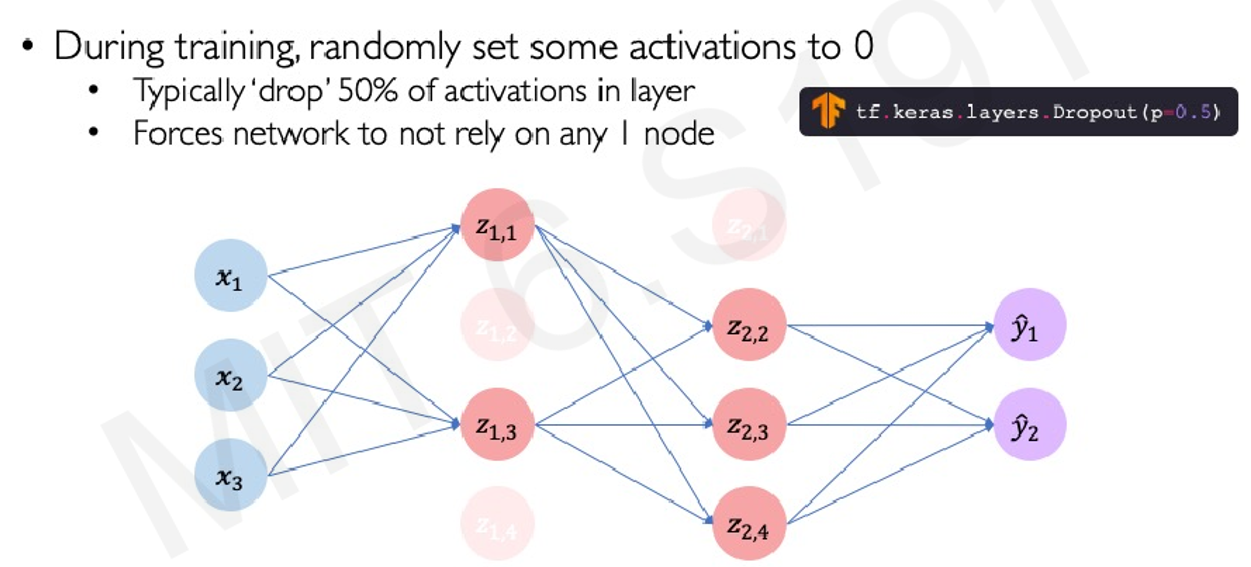 • During training, randomly set some activations to 0
• Typically 'drop' 50% of activations in layer
• Forces network to not rely on any 1 node
tf.keras.layers.Dropout(p=0.5)
z1,1
z2,1
x1
z1,2
z2,2
ŷ1
x2
z1,3
z2,3
ŷ2
x3
z1,4
z2,4
MIT 6.S191